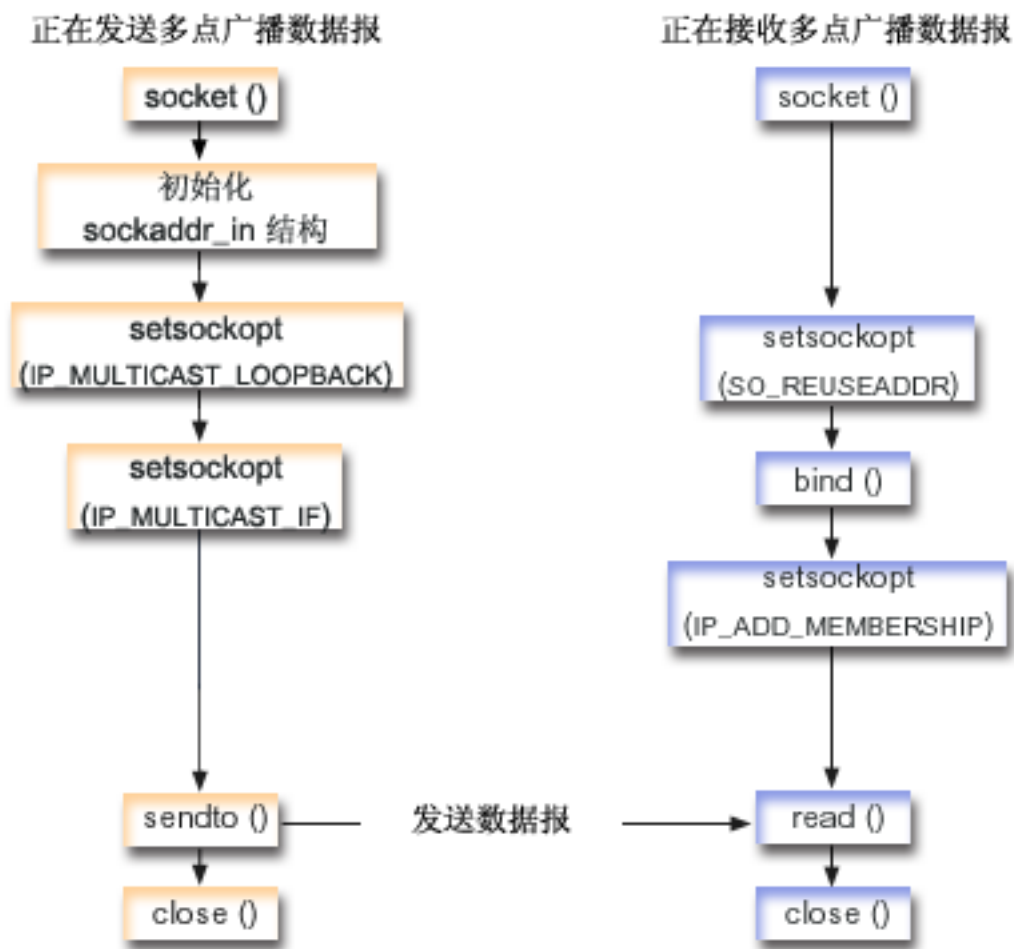 正在发送多点广播数据报
socket ()
初始化
sockaddr_in 结构
setsockopt
(IP_MULTICAST_LOOPBACK)
setsockopt
(IP_MULTICAST_IF)
sendto ()
close ()
发送数据报
正在接收多点广播数据报
socket ()
setsockopt
(SO_REUSEADDR)
bind ()
setsockopt
(IP_ADD_MEMBERSHIP)
read ()
close ()